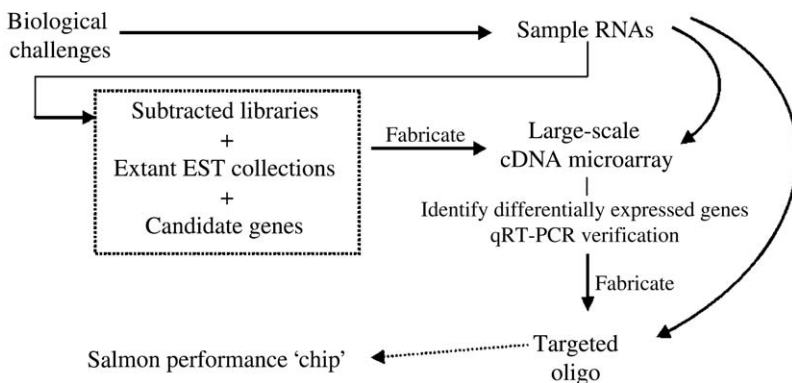 Biological
challenges
Sample RNAs
Subtracted libraries
+
Extant EST collections
+
Candidate genes
Fabricate
Large-scale
cDNA microarray
Identify differentially expressed genes
qRT-PCR verification
Fabricate
Targeted
oligo
Salmon performance ‘chip’